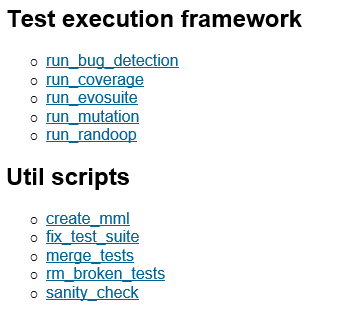 Test execution framework
run_bug_detection
run_coverage
run_evosuite
run_mutation
run_randoop
Util scripts
create_mml
fix_test_suite
merge_tests
rm_broken_tests
sanity_check